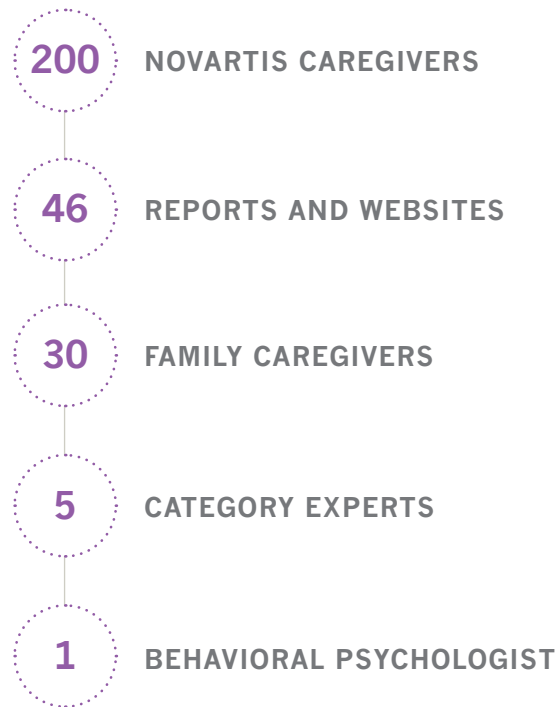 200 NOVARTIS CAREGIVERS
46 REPORTS AND WEBSITES
30 FAMILY CAREGIVERS
5 CATEGORY EXPERTS
1 BEHAVIORAL PSYCHOLOGIST